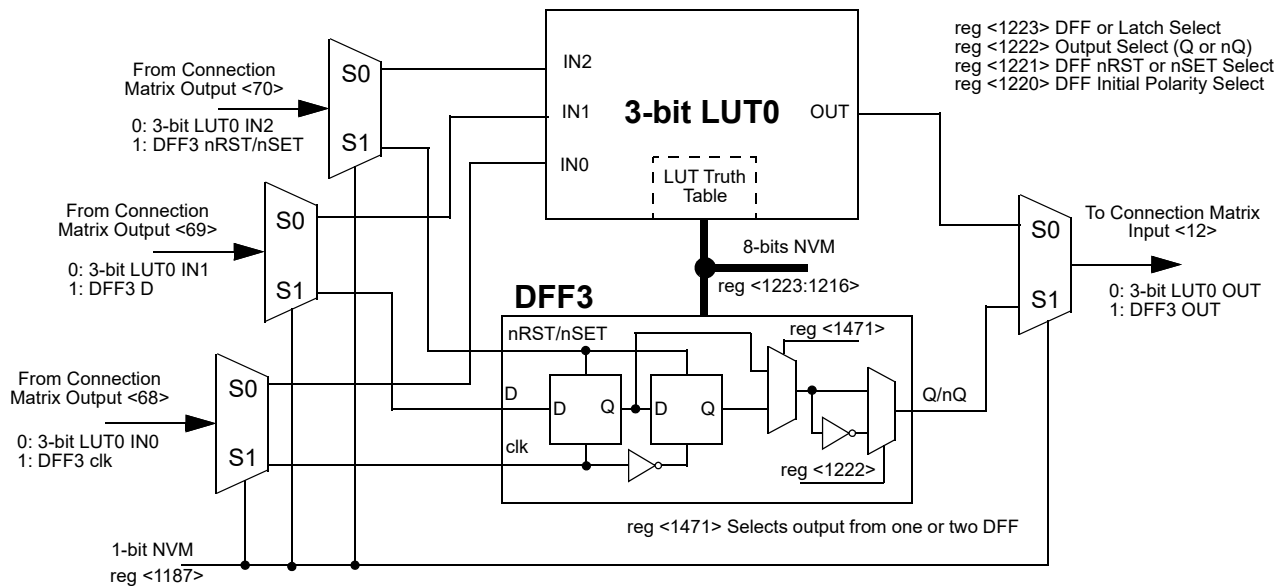 reg <1223> DFF or Latch Select
reg <1222> Output Select (Q or nQ)
reg <1221> DFF nRST or nSET Select
reg <1220> DFF Initial Polarity Select
From Connection
Matrix Output <70>
0: 3-bit LUT0 IN2
1: DFF3 nRST/nSET
S0
S1
IN2
IN1
IN0
3-bit LUT0
OUT
LUT Truth
Table
From Connection
Matrix Output <69>
0: 3-bit LUT0 IN1
1: DFF3 D
S0
S1
To Connection Matrix
Input <12>
0: 3-bit LUT0 OUT
1: DFF3 OUT
S0
S1
8-bits NVM
reg <1223:1216>
DFF3
nRST/nSET
D
clk
D
Q
D
Q
reg <1471>
reg <1222>
Q/nQ
From Connection
Matrix Output <68>
0: 3-bit LUT0 IN0
1: DFF3 clk
S0
S1
reg <1471> Selects output from one or two DFF
1-bit NVM
reg <1187>